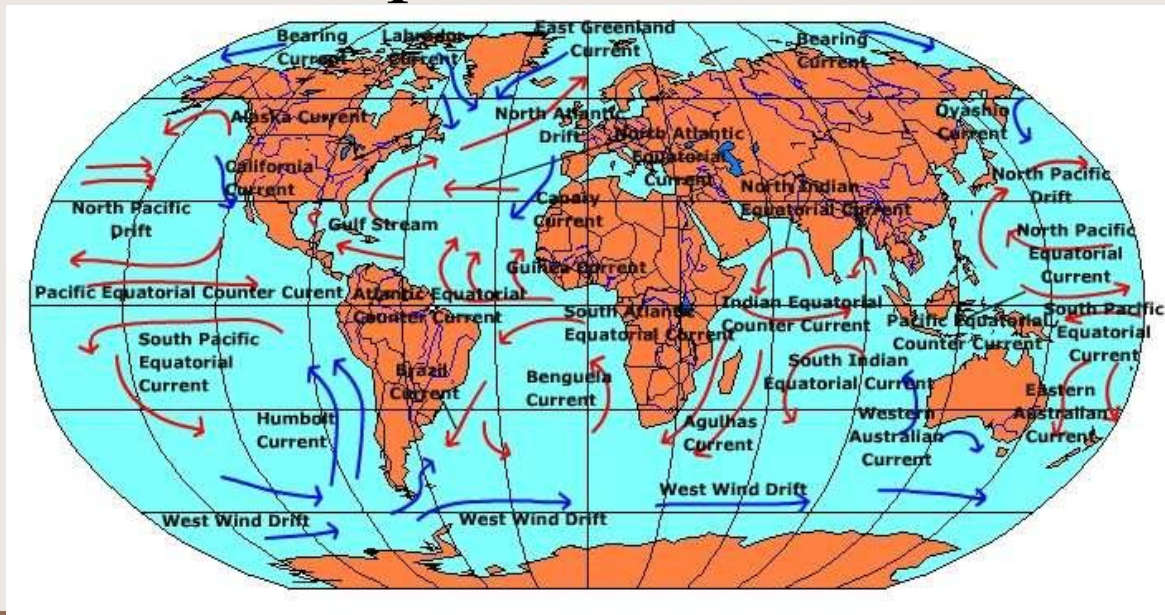 Bearing
Current
Labrador
Current
East Greenland
Current
Bearing
Current
Alaska Current
North Atlantic
Drift
North Atlantic
Equatorial
Current
Oyashio
Current
California
Current
North Pacific
Drift
Gulf Stream
Canary
Current
North Indian
Equatorial Current
North Pacific
Drift
North Pacific
Equatorial
Current
Guinea Current
Pacific Equatorial Counter Curent
Atlantic Equatorial
Counter Current
South Atlantic
Equatorial Current
Indian Equatorial
Counter Current
Pacific Equatorial
Counter Current
South Pacific
Equatorial
Current
South Pacific
Equatorial
Current
Brazil
Current
Benguela
Current
South Indian
Equatorial Current
Humbolt
Current
Agulhas
Current
Western
Australian
Current
Eastern
Australian
Current
West Wind Drift
West Wind Drift
West Wind Drift